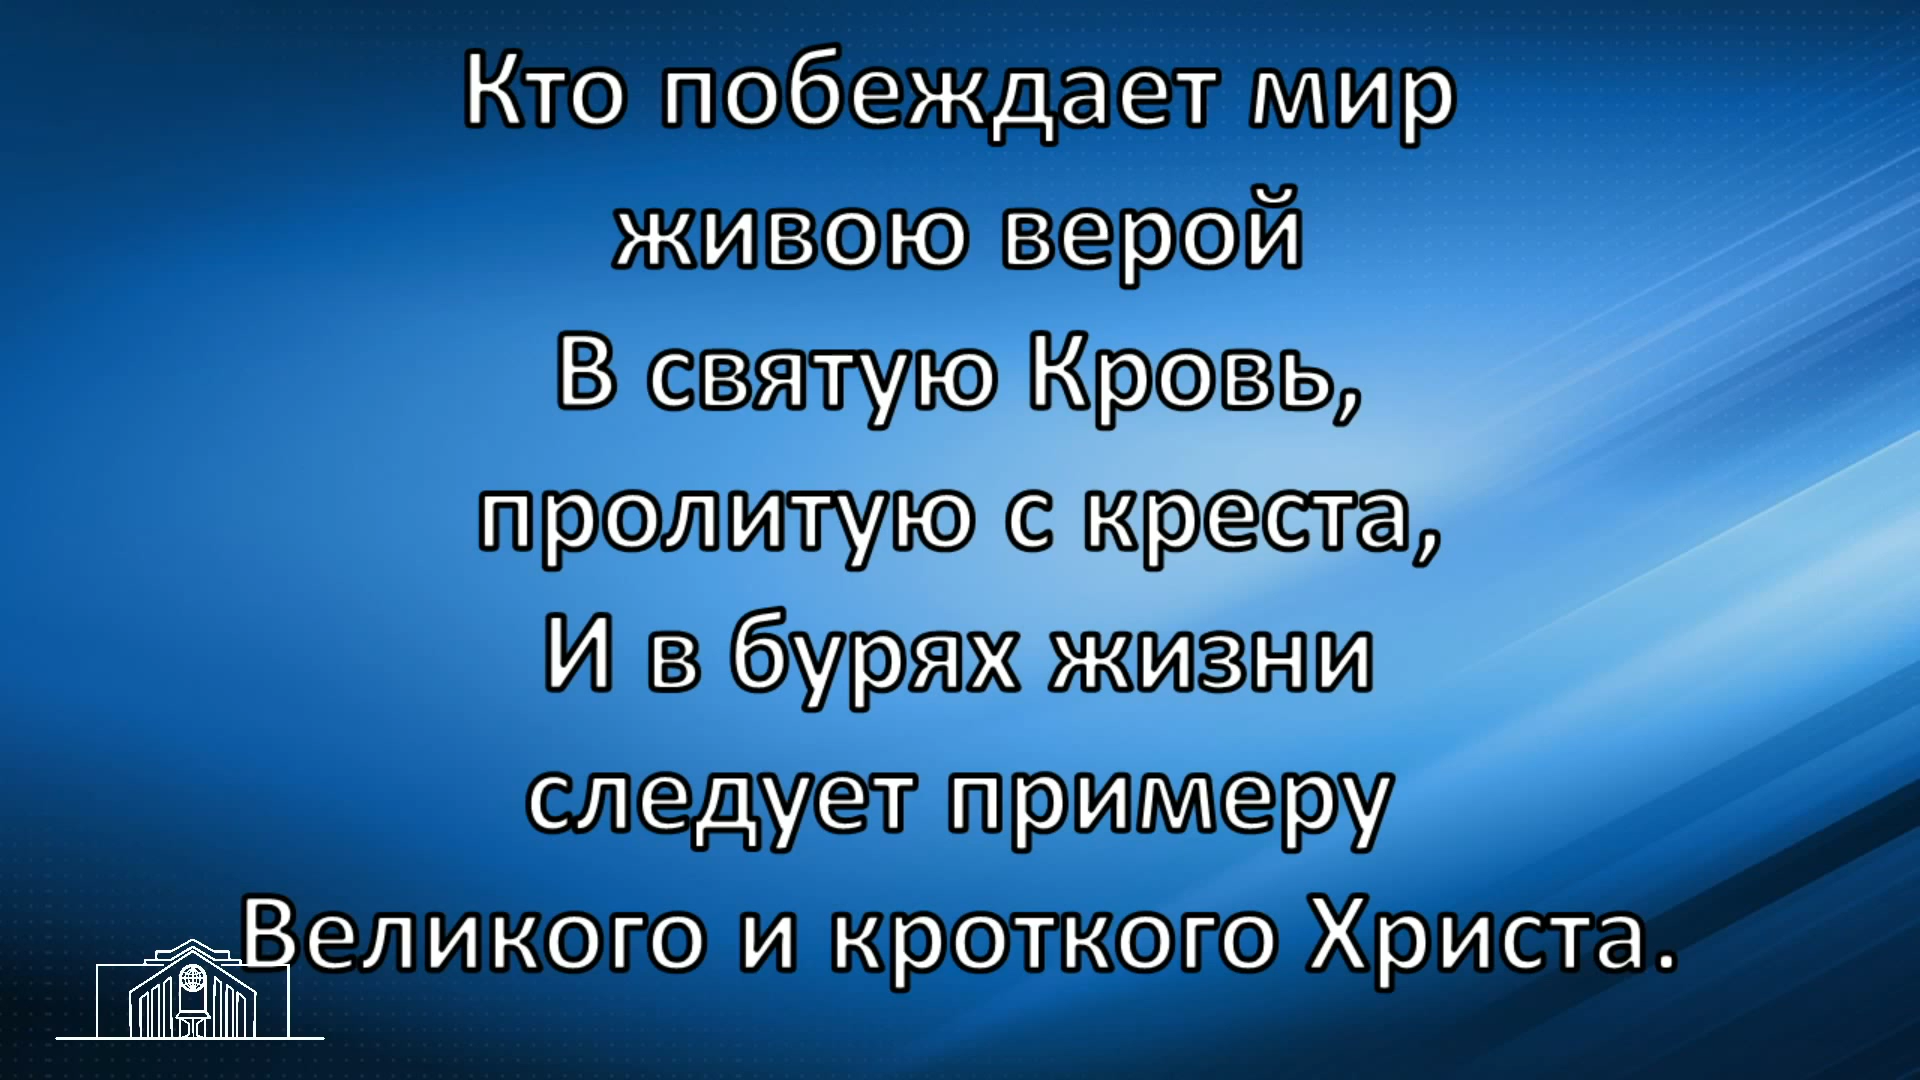 Кто побеждает мир
живою верой
В святую Кровь,
пролитую с креста,
И в бурях жизни
следует примеру
Великого и кроткого Христа.